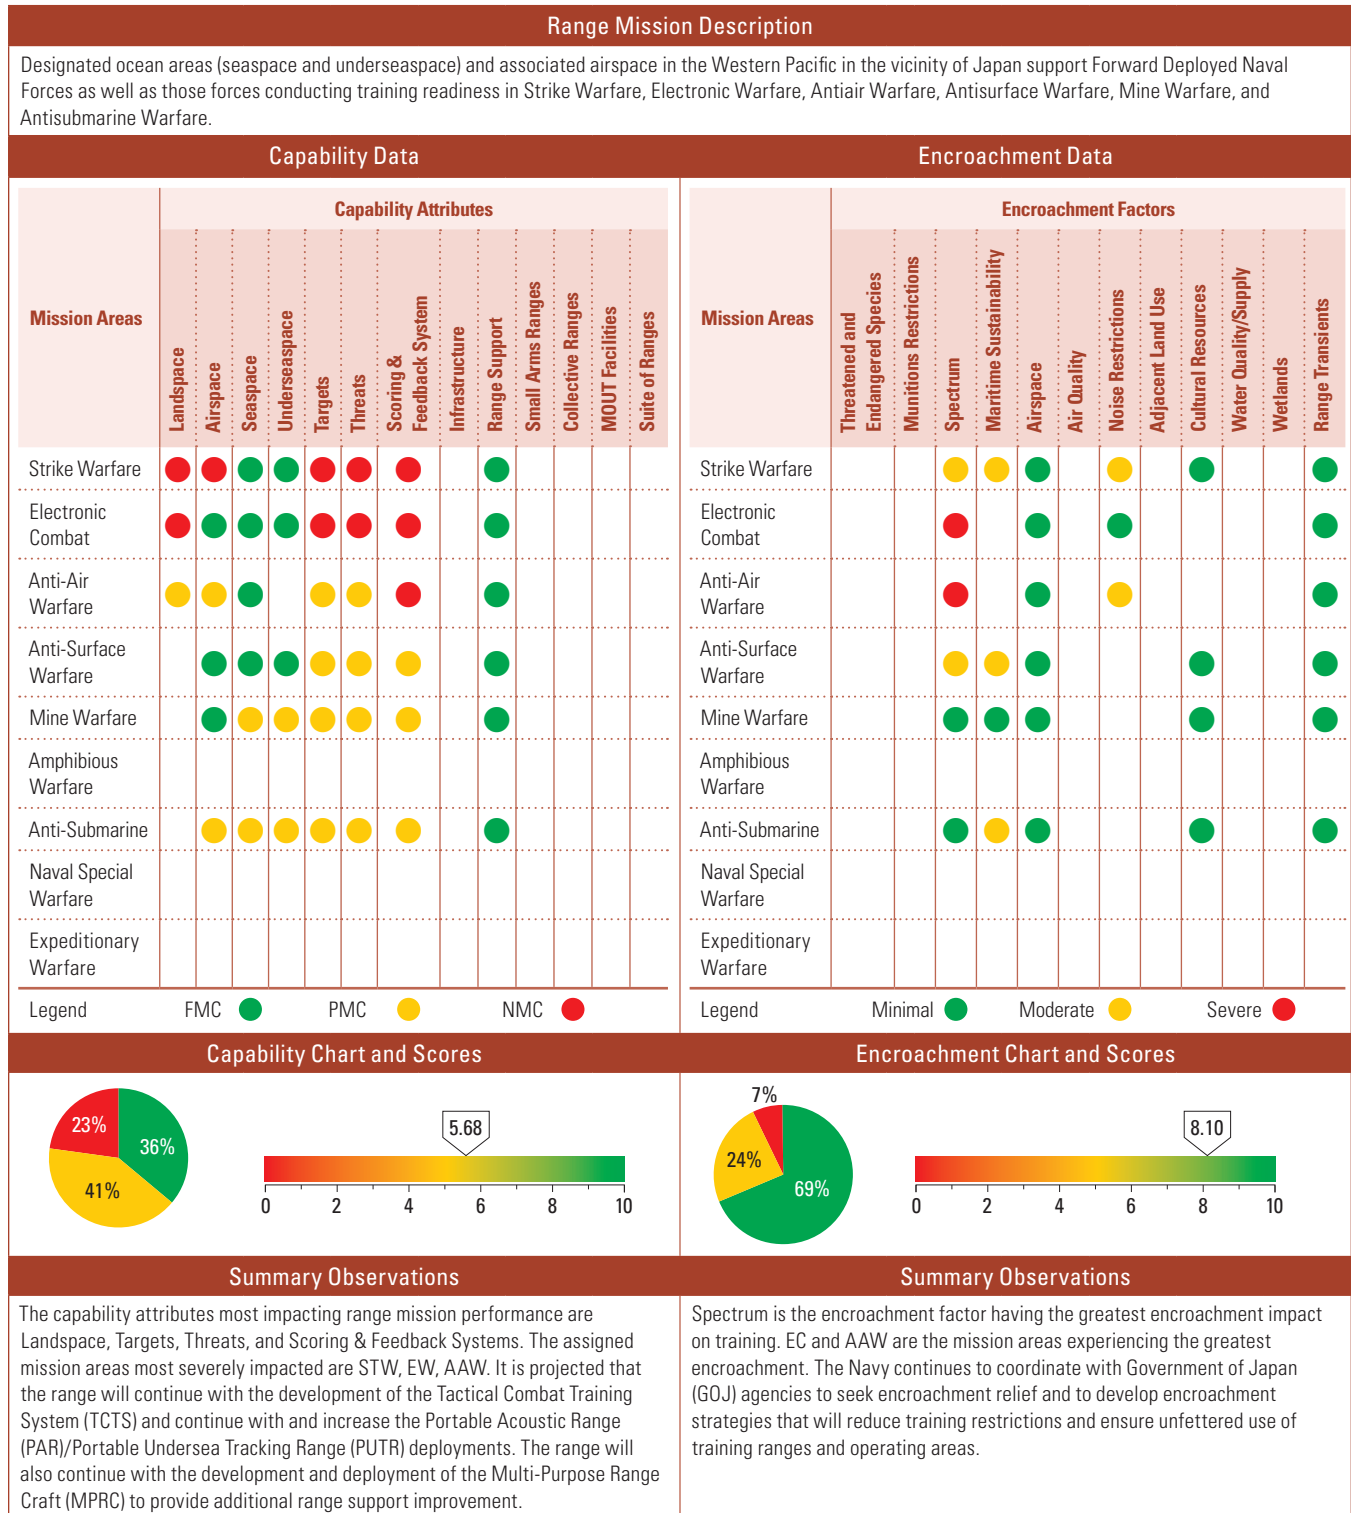 Range Mission Description
Designated ocean areas (seaspace and underseaspace) and associated airspace in the Western Pacific in the vicinity of Japan support Forward Deployed Naval
Forces as well as those forces conducting training readiness in Strike Warfare, Electronic Warfare, Antiair Warfare, Antisurface Warfare, Mine Warfare, and
Antisubmarine Warfare.
Capability Data
Mission Areas
Capability Attributes
Landspace
Airspace
Seaspace
Underseaspace
Targets
Threats
Scoring &
Feedback System
Infrastructure
Range Support
Small Arms Ranges
Collective Ranges
MOUT Facilities
Suite of Ranges
Strike Warfare
Electronic
Combat
Anti-Air
Warfare
Anti-Surface
Warfare
Mine Warfare
Amphibious
Warfare
Anti-Submarine
Naval Special
Warfare
Expeditionary
Warfare
Legend FMC PMC NMC
Encroachment Data
Mission Areas
Encroachment Factors
Threatened and
Endangered Species
Munitions Restrictions
Spectrum
Maritime Sustainability
Airspace
Air Quality
Noise Restrictions
Adjacent Land Use
Cultural Resources
Water Quality/Supply
Wetlands
Range Transients
Strike Warfare
Electronic
Combat
Anti-Air
Warfare
Anti-Surface
Warfare
Mine Warfare
Amphibious
Warfare
Anti-Submarine
Naval Special
Warfare
Expeditionary
Warfare
Legend Minimal Moderate Severe
Capability Chart and Scores
23%
36%
41%
5.68
0 2 4 6 8 10
Encroachment Chart and Scores
7%
24%
69%
8.10
0 2 4 6 8 10
Summary Observations
The capability attributes most impacting range mission performance are
Landspace, Targets, Threats, and Scoring & Feedback Systems. The assigned
mission areas most severely impacted are STW, EW, AAW. It is projected that
the range will continue with the development of the Tactical Combat Training
System (TCTS) and continue with and increase the Portable Acoustic Range
(PAR)/Portable Undersea Tracking Range (PUTR) deployments. The range will
also continue with the development and deployment of the Multi-Purpose Range
Craft (MPRC) to provide additional range support improvement.
Summary Observations
Spectrum is the encroachment factor having the greatest encroachment impact
on training. EC and AAW are the mission areas experiencing the greatest
encroachment. The Navy continues to coordinate with Government of Japan
(GOJ) agencies to seek encroachment relief and to develop encroachment
strategies that will reduce training restrictions and ensure unfettered use of
training ranges and operating areas.